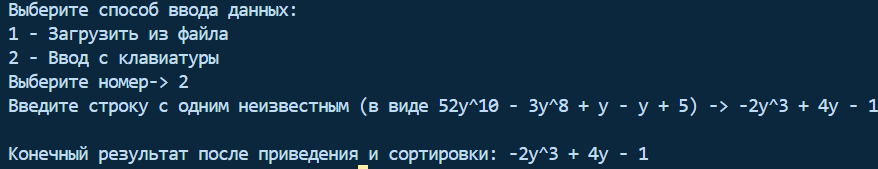 Выберите способ ввода данных:
1 - Загрузить из файла
2 - Ввод с клавиатуры
Выберите номер-> 2
Введите строку с одним неизвестным (в виде 52y^10 - 3y^8 + y - y + 5) -> -2y^3 + 4y - 1
Конечный результат после приведения и сортировки: -2y^3 + 4y - 1